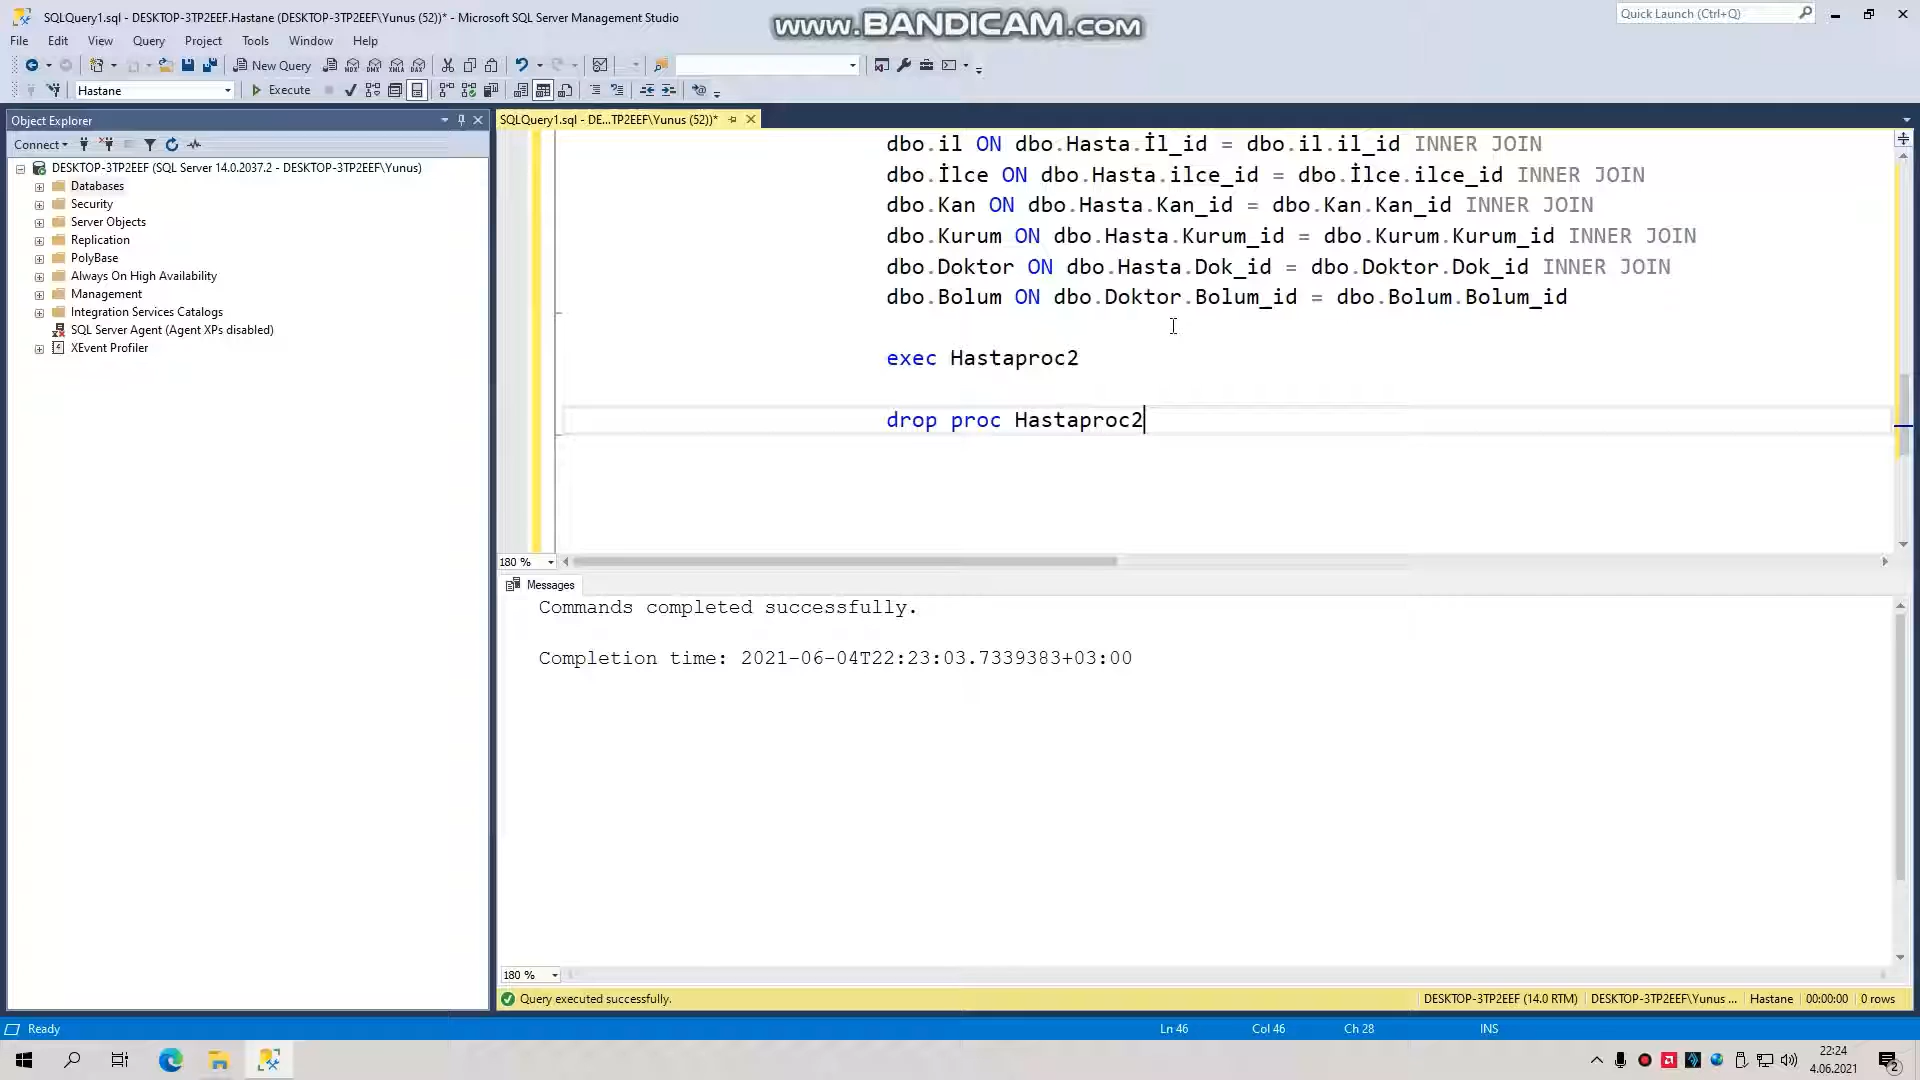 SQLQuery1.sql - DESKTOP-3TP2EEF.Hastane (DESKTOP-3TP2EEF\Yunus (52))* - Microsoft SQL Server Management Studio
www.BANDICAM.com
Quick Launch (Ctrl+Q)
File Edit View Query Project Tools Window Help
New Query
Hastane
Execute
Object Explorer
SQLQuery1.sql - DE...TP2EEF\Yunus (52))*
Connect
DESKTOP-3TP2EEF (SQL Server 14.0.2037.2 - DESKTOP-3TP2EEF\Yunus)
Databases
Security
Server Objects
Replication
PolyBase
Always On High Availability
Management
Integration Services Catalogs
SQL Server Agent (Agent XPs disabled)
XEvent Profiler
dbo.il ON dbo.Hasta.İl_id = dbo.il.il_id INNER JOIN
dbo.İlce ON dbo.Hasta.ilce_id = dbo.İlce.ilce_id INNER JOIN
dbo.Kan ON dbo.Hasta.Kan_id = dbo.Kan.Kan_id INNER JOIN
dbo.Kurum ON dbo.Hasta.Kurum_id = dbo.Kurum.Kurum_id INNER JOIN
dbo.Doktor ON dbo.Hasta.Dok_id = dbo.Doktor.Dok_id INNER JOIN
dbo.Bolum ON dbo.Doktor.Bolum_id = dbo.Bolum.Bolum_id
exec Hastaproc2
drop proc Hastaproc2
180 %
Messages
Commands completed successfully.
Completion time: 2021-06-04T22:23:03.7339383+03:00
180 %
Query executed successfully.
DESKTOP-3TP2EEF (14.0 RTM) DESKTOP-3TP2EEF\Yunus ... Hastane 00:00:00 0 rows
Ready
Ln 46 Col 46 Ch 28 INS
22:24
4.06.2021
2